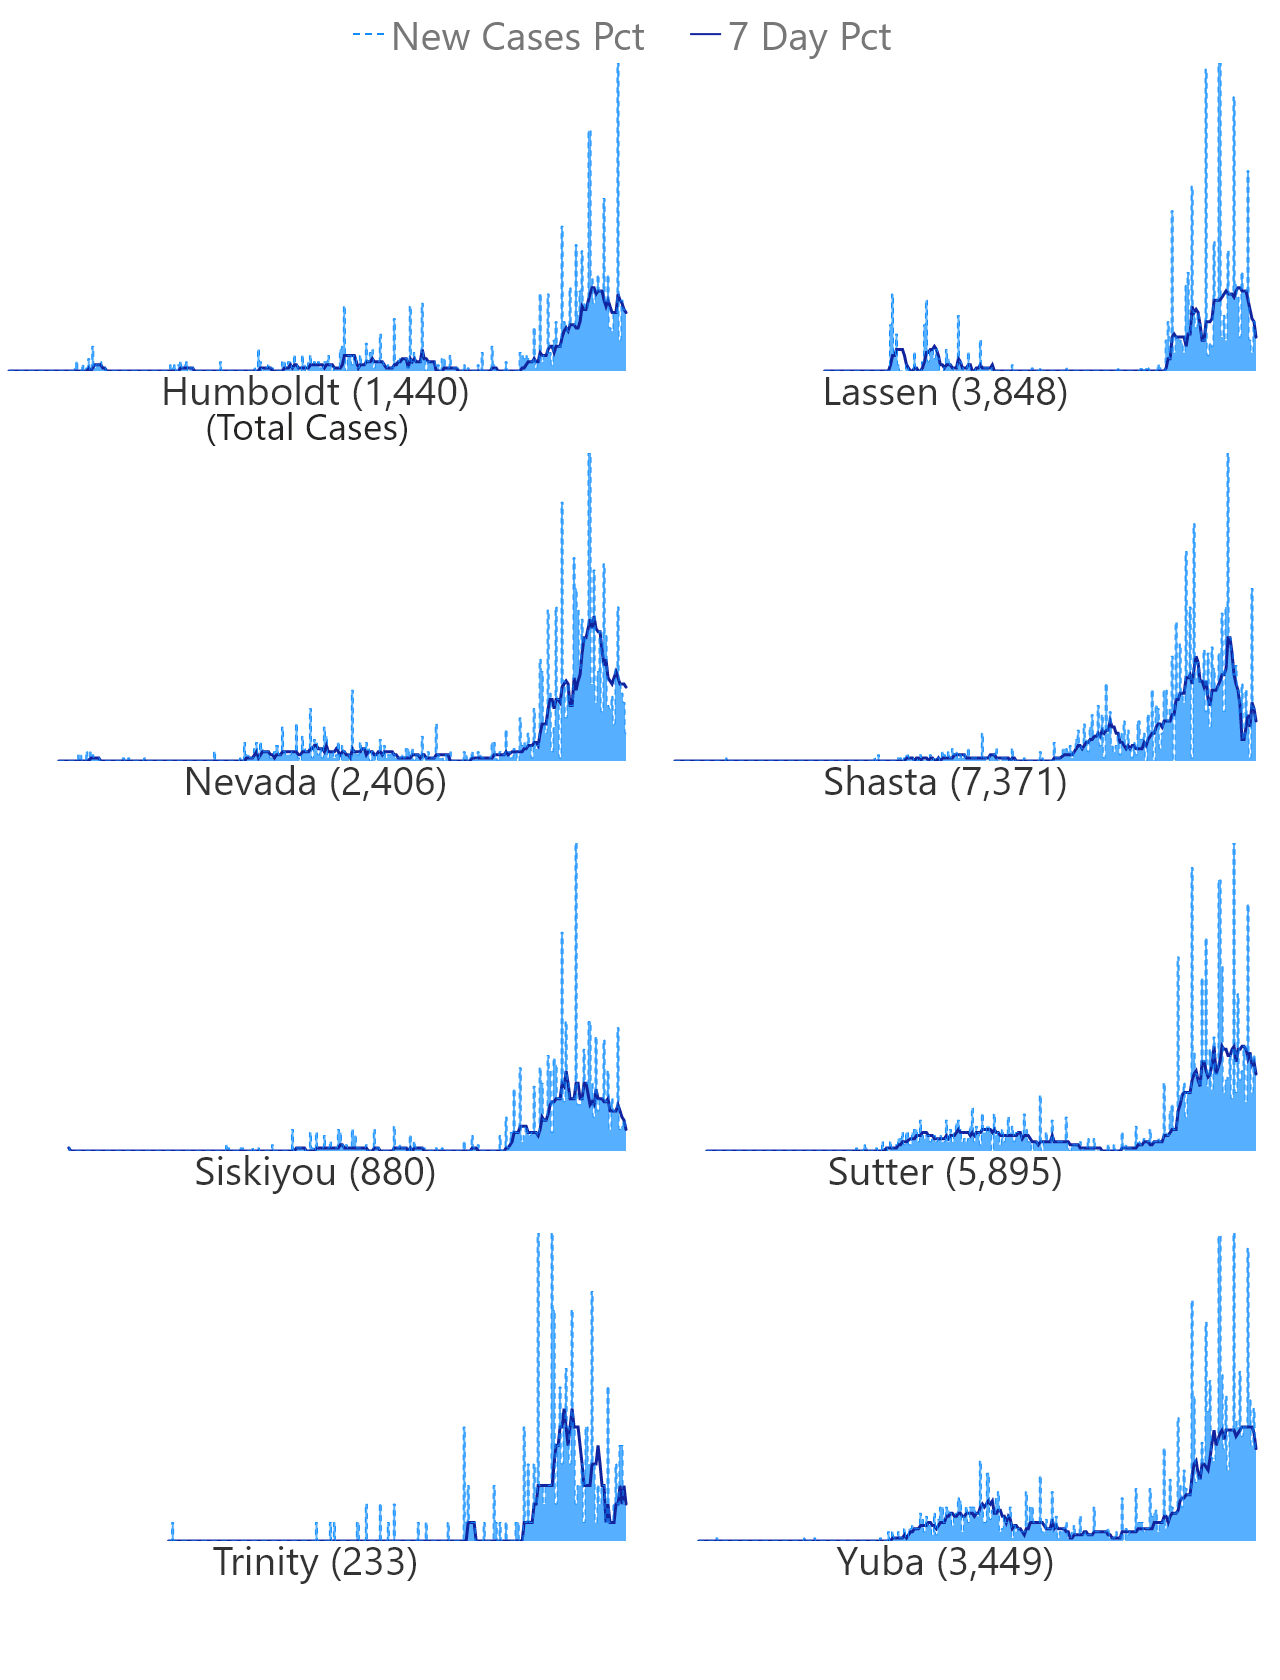 New Cases Pct 7 Day Pct
Humboldt (1,440) Lassen (3,848)
(Total Cases)
Nevada (2,406) Shasta (7,371)
Siskiyou (880) Sutter (5,895)
Trinity (233) Yuba (3,449)